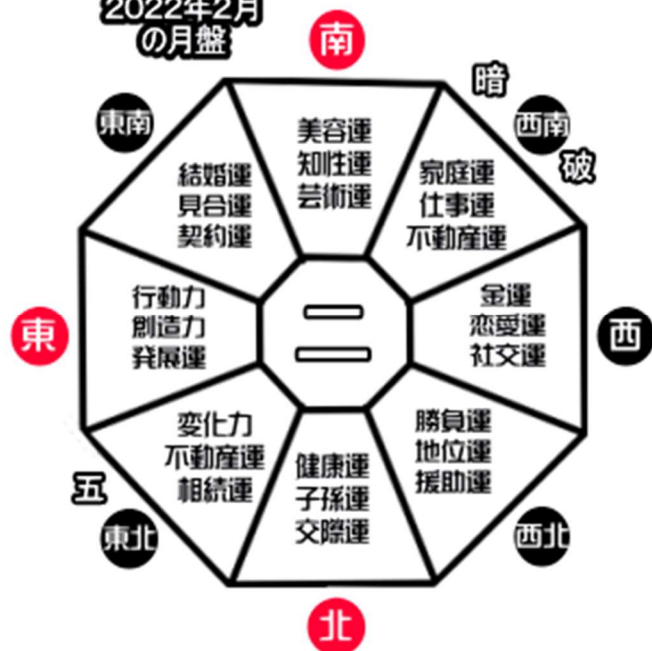 2022年2月
の月盤
南
暗
東南
西南
破
美容運
知性運
芸術運
結婚運
見合運
契約運
家庭運
仕事運
不動産運
東
行動力
創造力
発展運
二
金運
恋愛運
社交運
西
変化力
不動産運
相続運
健康運
子孫運
交際運
勝負運
地位運
援助運
五
東北
西北
北